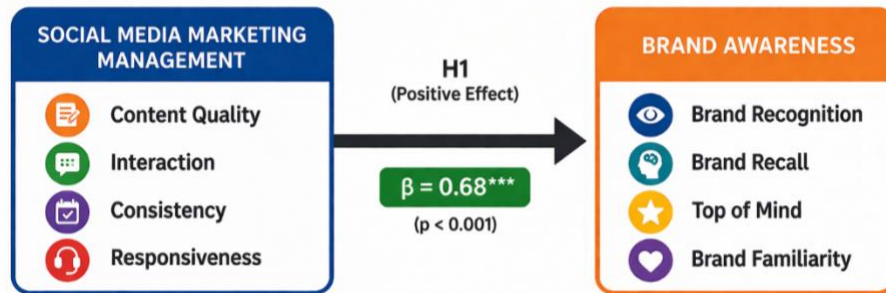 SOCIAL MEDIA MARKETING
MANAGEMENT
Content Quality
Interaction
Consistency
Responsiveness
H1
(Positive Effect)
β = 0.68***
(p < 0.001)
BRAND AWARENESS
Brand Recognition
Brand Recall
Top of Mind
Brand Familiarity